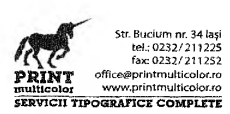 Str. Bucium nr. 34 Iași
tel.: 0232/211225
fax: 0232/211252
office@printmulticolor.ro
www.printmulticolor.ro
PRINT
multicolor
SERVICII TIPOGRAFICE COMPLETE